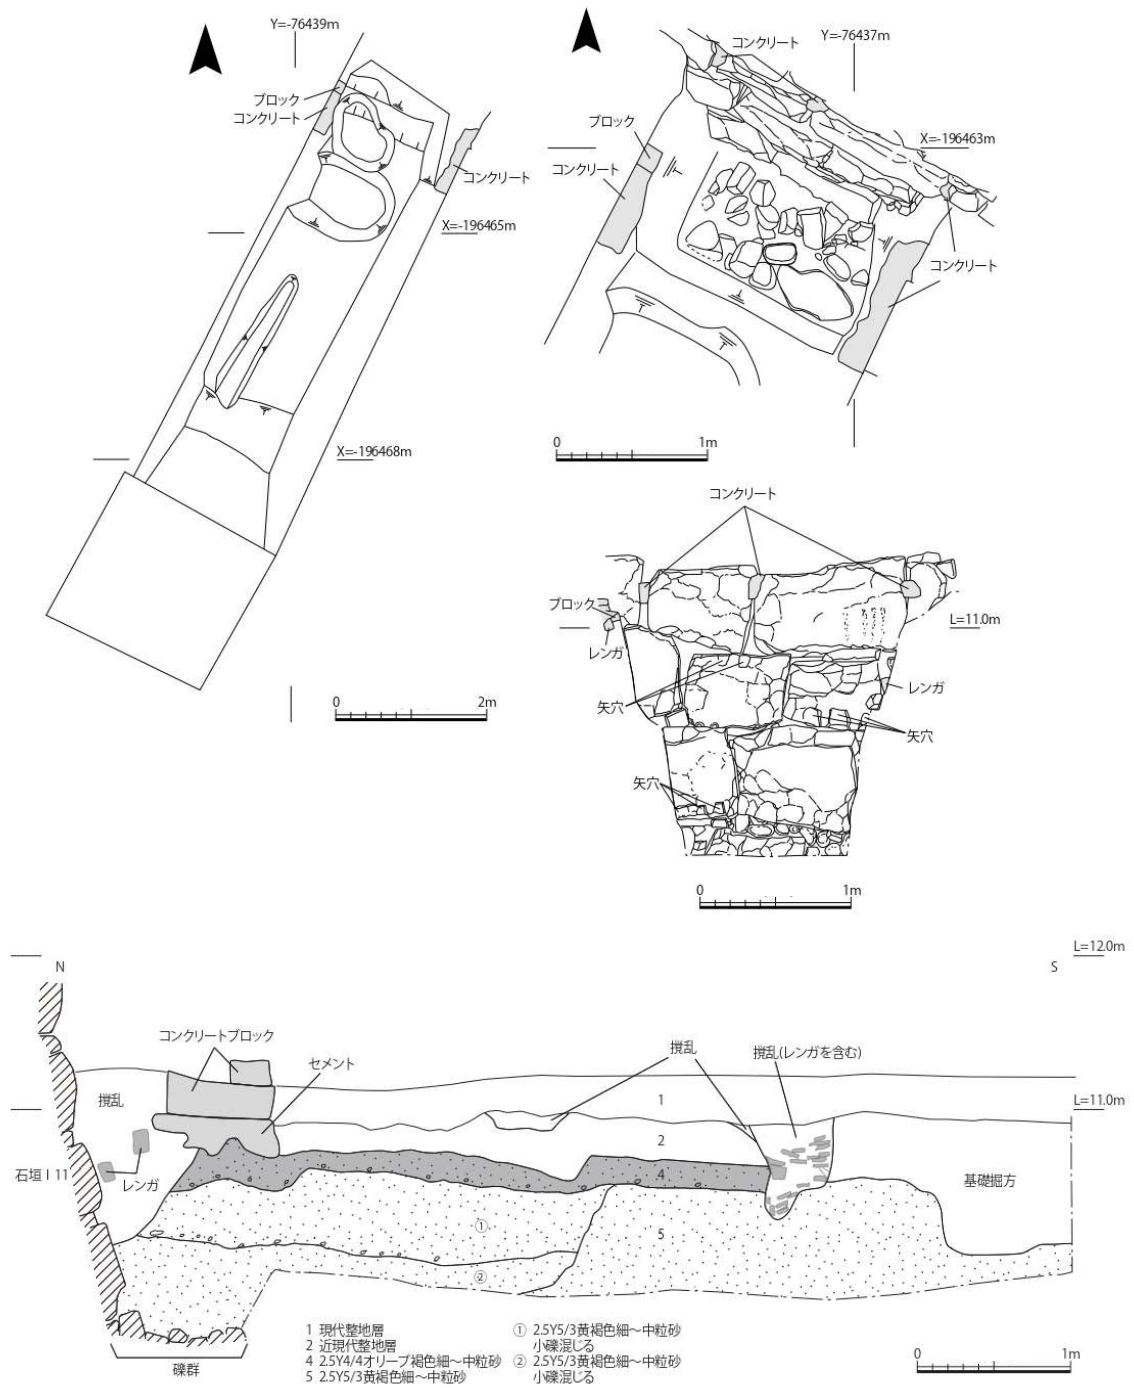 Y=-76439m
ブロック
コンクリート
コンクリート
X=-196465m
X=-196468m
0 2m
コンクリート
Y=-76437m
ブロック
X=-196463m
コンクリート
コンクリート
0 1m
コンクリート
ブロック
L=11.0m
レンガ
レンガ
矢穴
矢穴
矢穴
0 1m
L=12.0m
N
S
コンクリートブロック
セメント
撹乱
撹乱(レンガを含む)
撹乱
1
L=11.0m
2
石垣Ⅰ11
レンガ
4
基礎掘方
①
5
②
礫群
1 現代整地層
2 近現代整地層
4 2.5Y4/4オリーブ褐色細~中粒砂
5 2.5Y5/3黄褐色細~中粒砂
① 2.5Y5/3黄褐色細~中粒砂
小礫混じる
② 2.5Y5/3黄褐色細~中粒砂
小礫混じる
0 1m